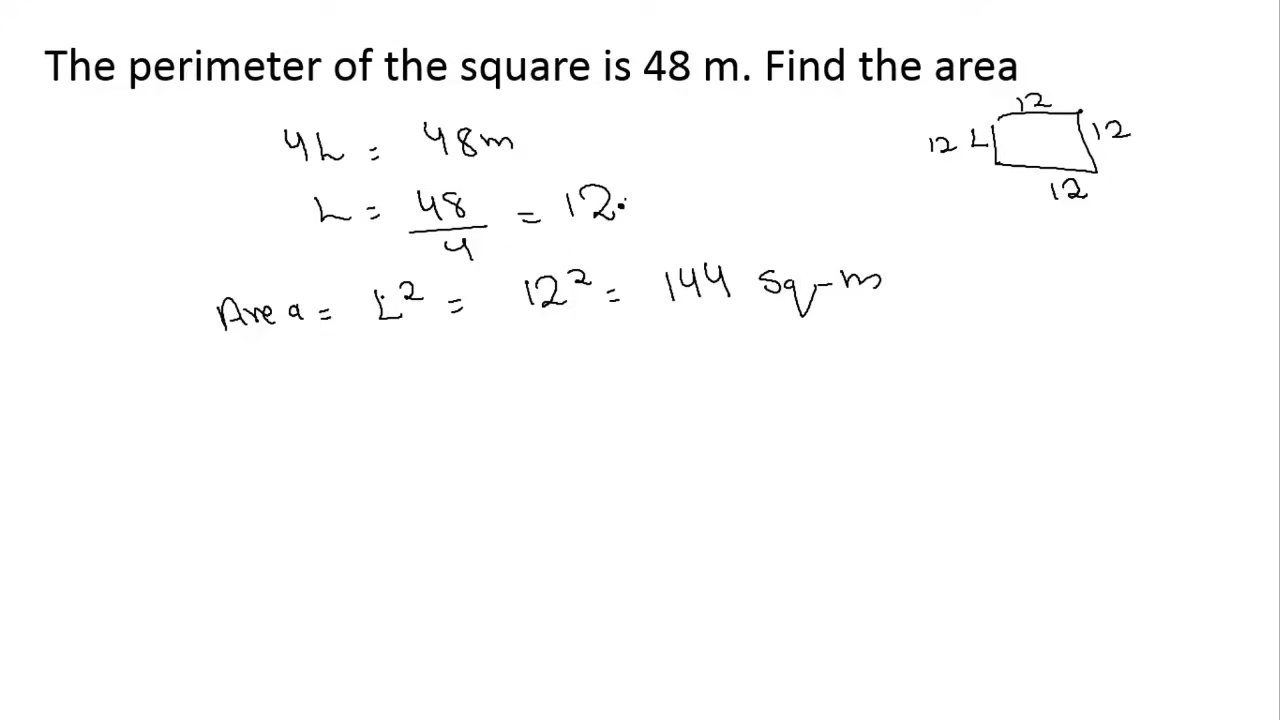 The perimeter of the square is 48 m. Find the area
12
12 L 12
12
4L = 48m
L = 48/4 = 12.
Area = L² = 12² = 144 Sq-m